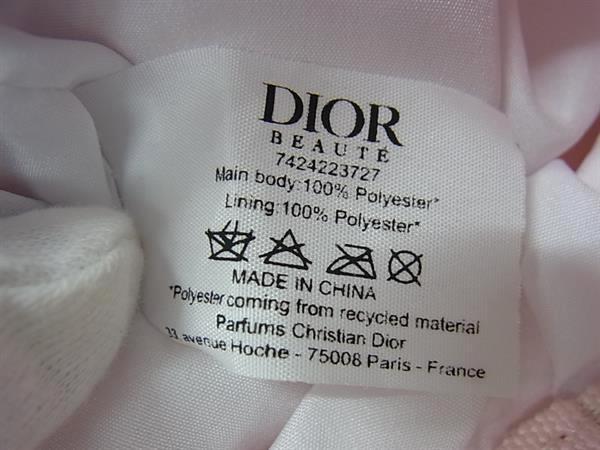 DIOR
BEAUTÉ
7424223727
Main body:100% Polyester*
Lining:100% Polyester*
MADE IN CHINA
*Polyester coming from recycled material
Parfums Christian Dior
33 avenue Hoche - 75008 Paris - France